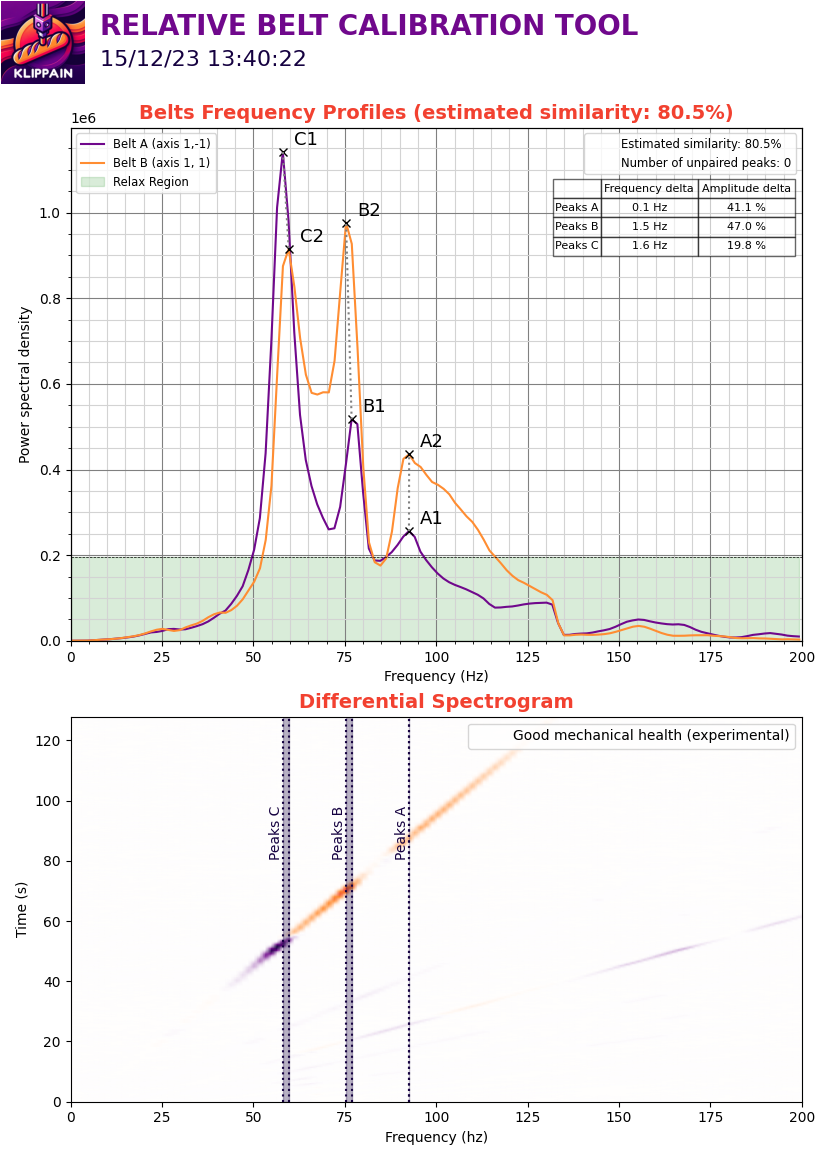 KLIPPAIN
RELATIVE BELT CALIBRATION TOOL
15/12/23 13:40:22
Belts Frequency Profiles (estimated similarity: 80.5%)
1e6
Belt A (axis 1,-1)
Belt B (axis 1, 1)
Relax Region
Estimated similarity: 80.5%
Number of unpaired peaks: 0
Frequency delta Amplitude delta
Peaks A 0.1 Hz 41.1 %
Peaks B 1.5 Hz 47.0 %
Peaks C 1.6 Hz 19.8 %
C1
B2
C2
B1
A2
A1
Power spectral density
1.0
0.8
0.6
0.4
0.2
0.0
0 25 50 75 100 125 150 175 200
Frequency (Hz)
Differential Spectrogram
Good mechanical health (experimental)
Peaks C
Peaks B
Peaks A
Time (s)
120
100
80
60
40
20
0
0 25 50 75 100 125 150 175 200
Frequency (hz)